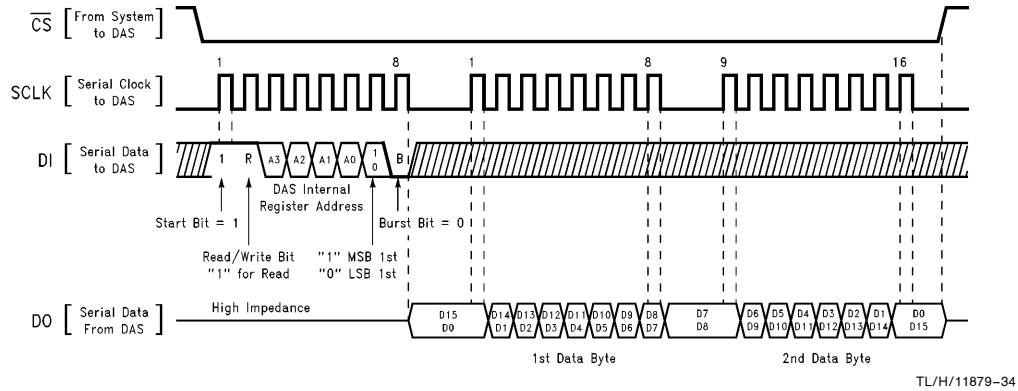 CS [ From System to DAS ]
1 8 1 8 9 16
SCLK [ Serial Clock to DAS ]
DI [ Serial Data to DAS ]
1 R A3 A2 A1 A0 1 0 B
DAS Internal
Register Address
Start Bit = 1
Burst Bit = 0
Read/Write Bit
"1" for Read
"1" MSB 1st
"0" LSB 1st
DO [ Serial Data From DAS ]
High Impedance
D15 D14 D13 D12 D11 D10 D9 D8 D7 D6 D5 D4 D3 D2 D1 D0
D0 D1 D2 D3 D4 D5 D6 D7 D8 D9 D10 D11 D12 D13 D14 D15
1st Data Byte
2nd Data Byte
TL/H/11879–34